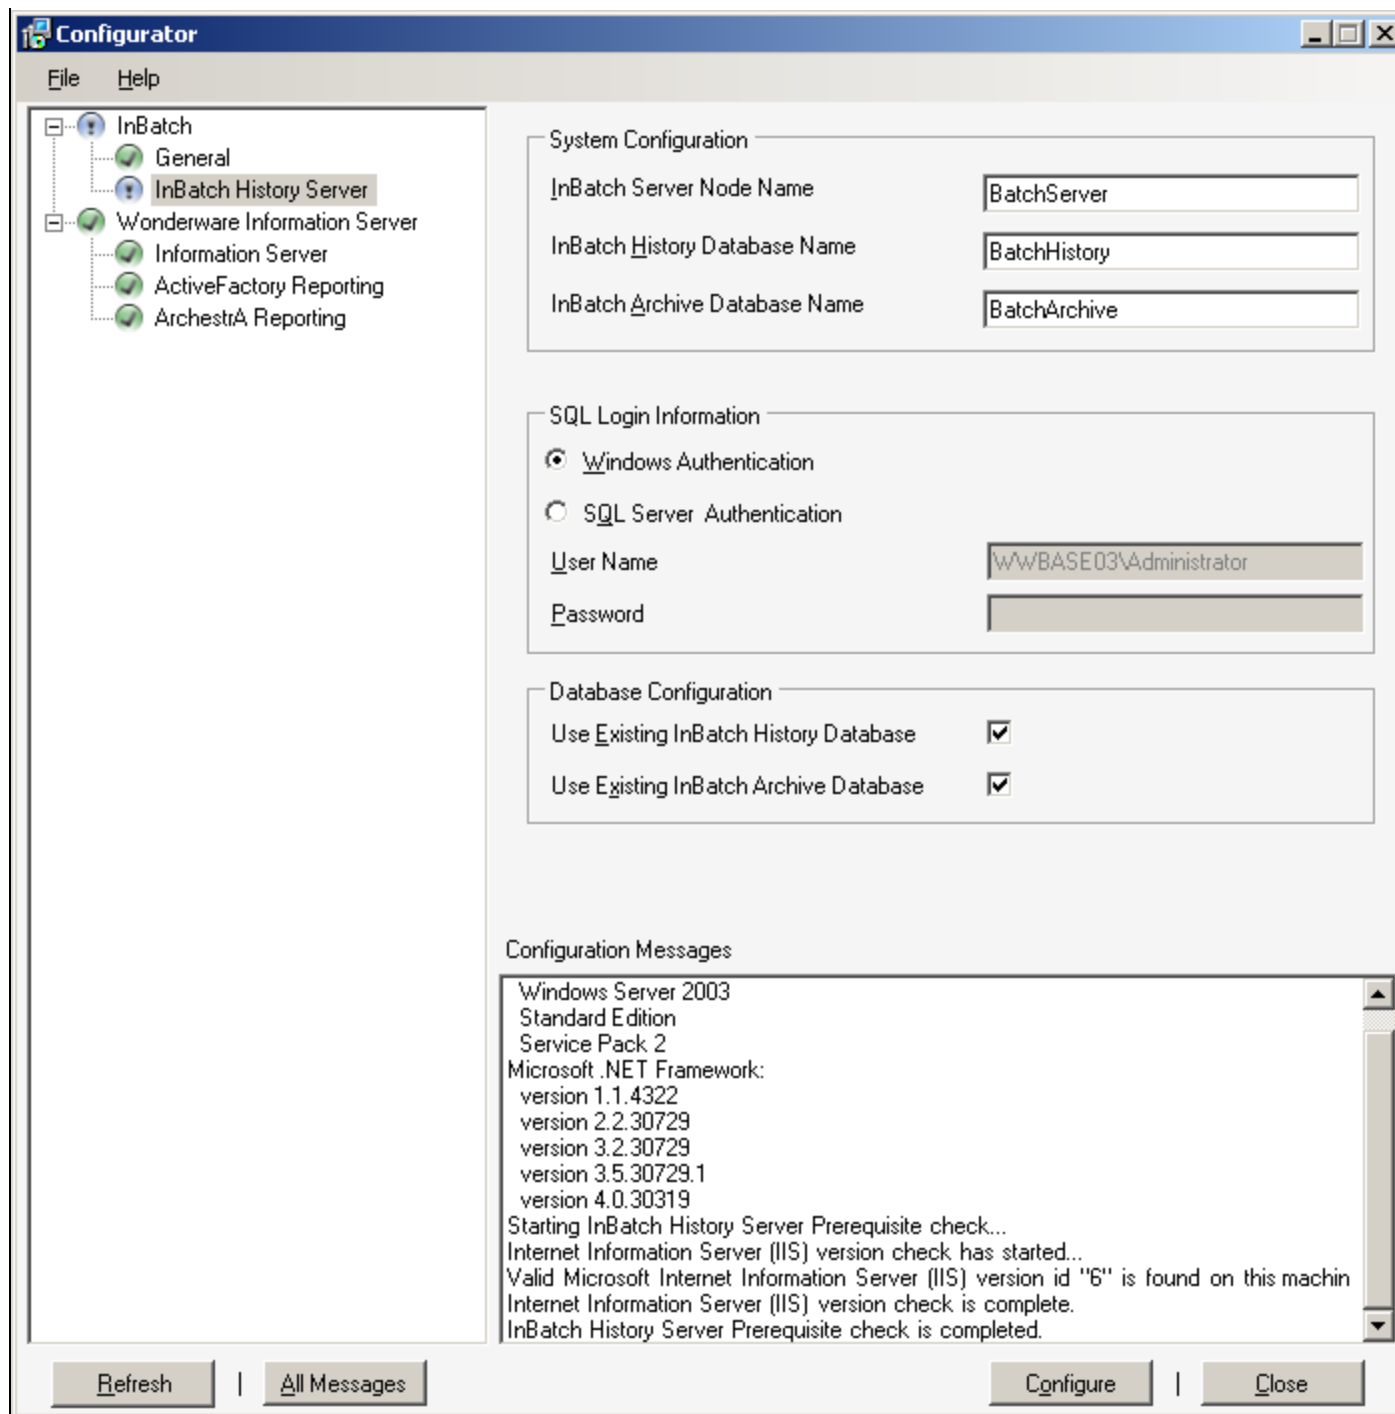 Configurator
File Help
InBatch
General
InBatch History Server
Wonderware Information Server
Information Server
ActiveFactory Reporting
ArchestrA Reporting
System Configuration
InBatch Server Node Name BatchServer
InBatch History Database Name BatchHistory
InBatch Archive Database Name BatchArchive
SQL Login Information
Windows Authentication
SQL Server Authentication
User Name WWBASE03\Administrator
Password
Database Configuration
Use Existing InBatch History Database
Use Existing InBatch Archive Database
Configuration Messages
Windows Server 2003
Standard Edition
Service Pack 2
Microsoft .NET Framework:
version 1.1.4322
version 2.2.30729
version 3.2.30729
version 3.5.30729.1
version 4.0.30319
Starting InBatch History Server Prerequisite check...
Internet Information Server (IIS) version check has started...
Valid Microsoft Internet Information Server (IIS) version id "6" is found on this machin
Internet Information Server (IIS) version check is complete.
InBatch History Server Prerequisite check is completed.
Refresh | All Messages Configure | Close